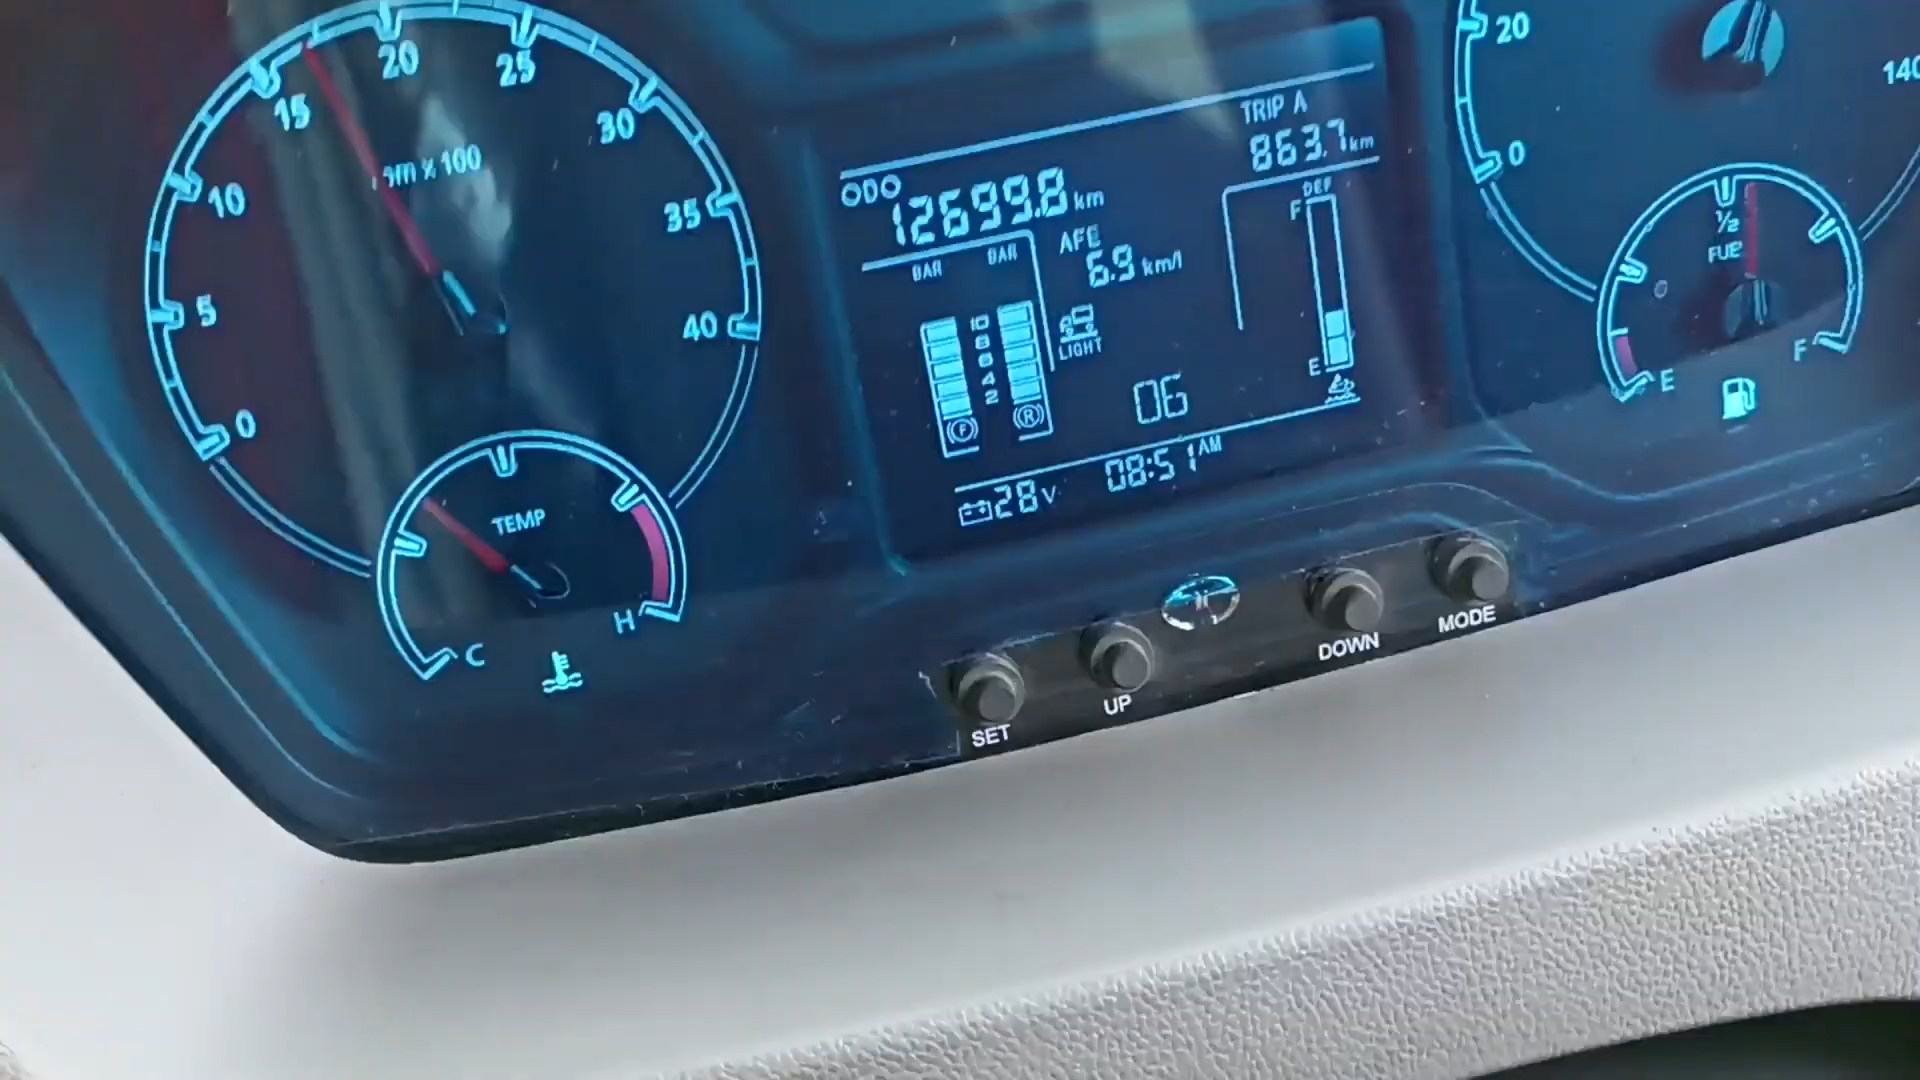 0
5
10
15
20
25
30
35
40
x 100
TEMP
C
H
ODO
12699.8 km
TRIP A
863.7 km
AFE
6.9 km/l
BAR
BAR
10
8
6
4
2
(F)
(R)
LIGHT
06
DEF
F
E
28 V
08:51 AM
20
0
140
1/2
E
F
SET
UP
DOWN
MODE